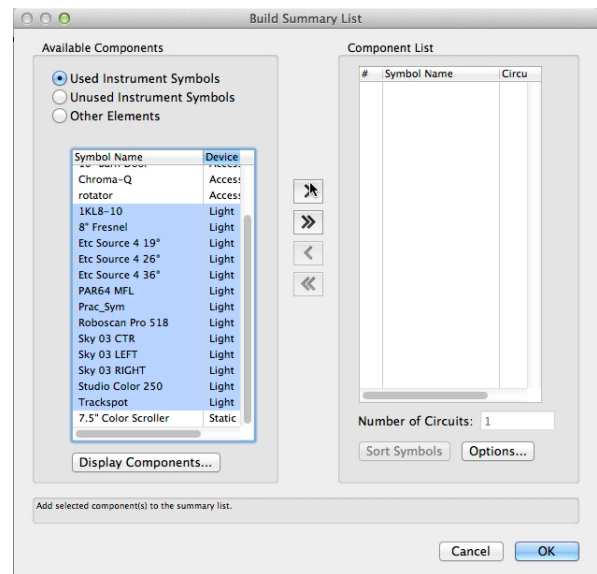 Build Summary List
Available Components
Used Instrument Symbols
Unused Instrument Symbols
Other Elements
Symbol Name Device
Chroma-Q Access
rotator Access
1KL8-10 Light
8" Fresnel Light
Etc Source 4 19° Light
Etc Source 4 26° Light
Etc Source 4 36° Light
PAR64 MFL Light
Prac_Sym Light
Roboscan Pro 518 Light
Sky 03 CTR Light
Sky 03 LEFT Light
Sky 03 RIGHT Light
Studio Color 250 Light
Trackspot Light
7.5" Color Scroller Static
Display Components...
Component List
# Symbol Name Circu
Number of Circuits: 1
Sort Symbols Options...
Add selected component(s) to the summary list.
Cancel OK